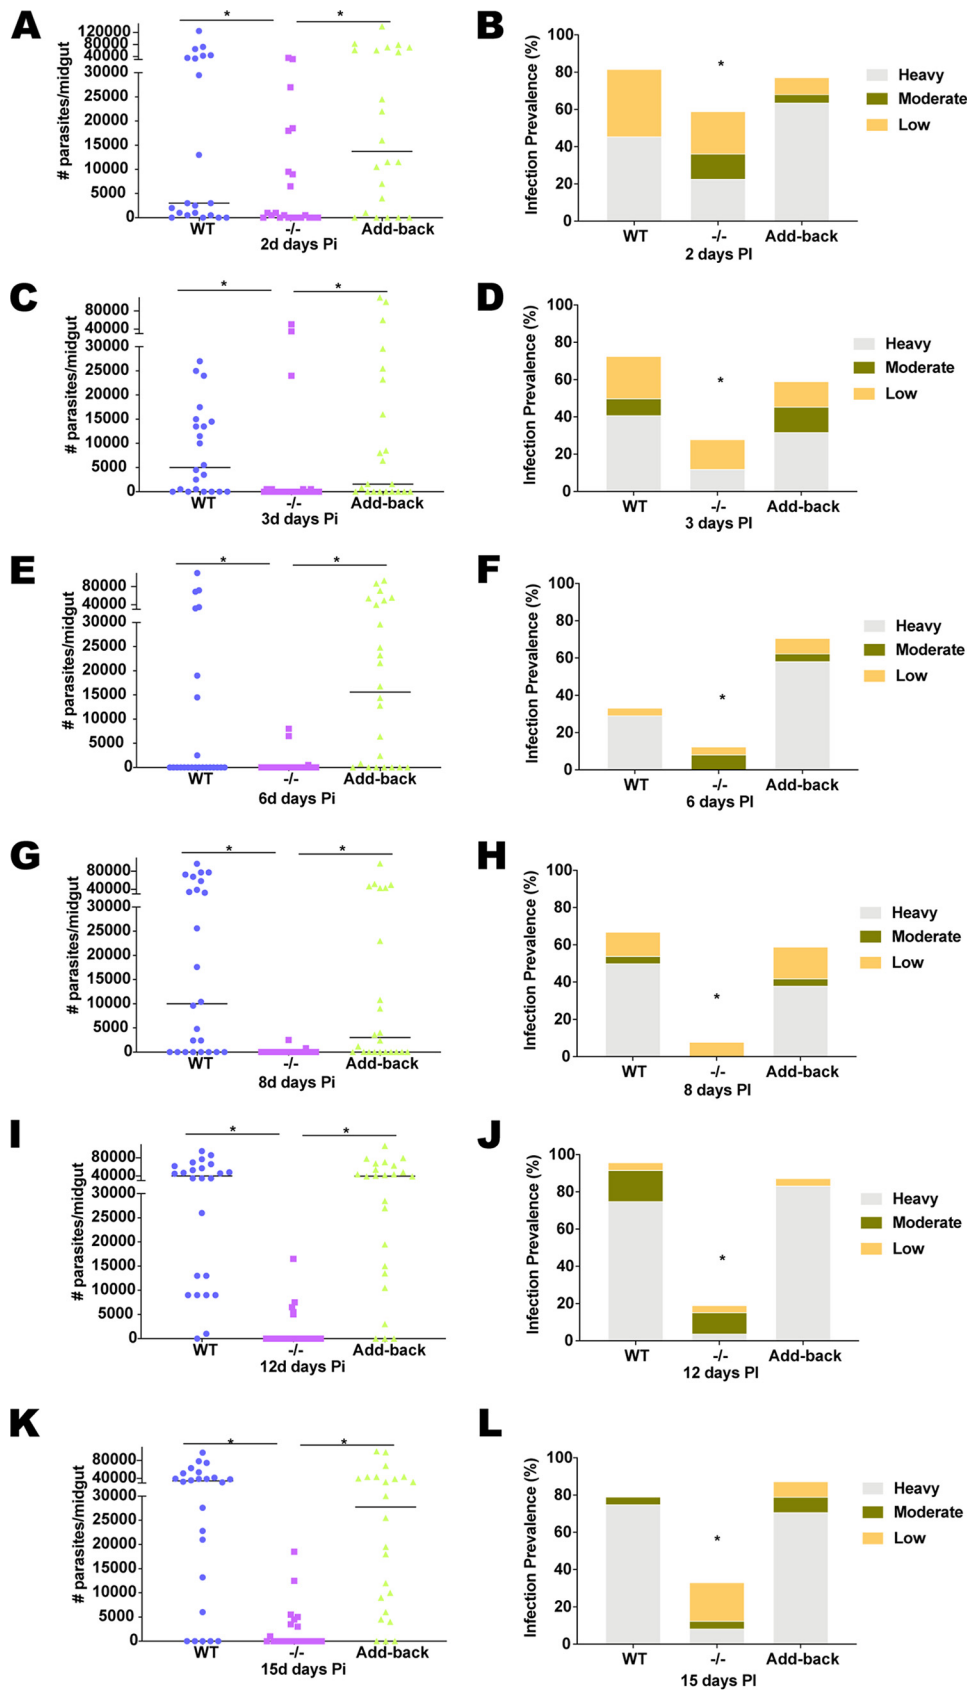 A
*
*
# parasites/midgut
120000
80000
40000
30000
25000
20000
15000
10000
5000
0
WT
-/-
Add-back
2d days Pi
B
Infection Prevalence (%)
100
80
60
40
20
0
*
Heavy
Moderate
Low
WT
-/-
Add-back
2 days PI
C
*
*
# parasites/midgut
80000
40000
30000
25000
20000
15000
10000
5000
0
WT
-/-
Add-back
3d days Pi
D
Infection Prevalence (%)
100
80
60
40
20
0
*
Heavy
Moderate
Low
WT
-/-
Add-back
3 days PI
E
*
*
# parasites/midgut
80000
40000
30000
25000
20000
15000
10000
5000
0
WT
-/-
Add-back
6d days Pi
F
Infection Prevalence (%)
100
80
60
40
20
0
*
Heavy
Moderate
Low
WT
-/-
Add-back
6 days PI
G
*
*
# parasites/midgut
80000
40000
30000
25000
20000
15000
10000
5000
0
WT
-/-
Add-back
8d days Pi
H
Infection Prevalence (%)
100
80
60
40
20
0
*
Heavy
Moderate
Low
WT
-/-
Add-back
8 days PI
I
*
*
# parasites/midgut
80000
40000
30000
25000
20000
15000
10000
5000
0
WT
-/-
Add-back
12d days Pi
J
Infection Prevalence (%)
100
80
60
40
20
0
*
Heavy
Moderate
Low
WT
-/-
Add-back
12 days PI
K
*
*
# parasites/midgut
80000
40000
30000
25000
20000
15000
10000
5000
0
WT
-/-
Add-back
15d days Pi
L
Infection Prevalence (%)
100
80
60
40
20
0
*
Heavy
Moderate
Low
WT
-/-
Add-back
15 days PI